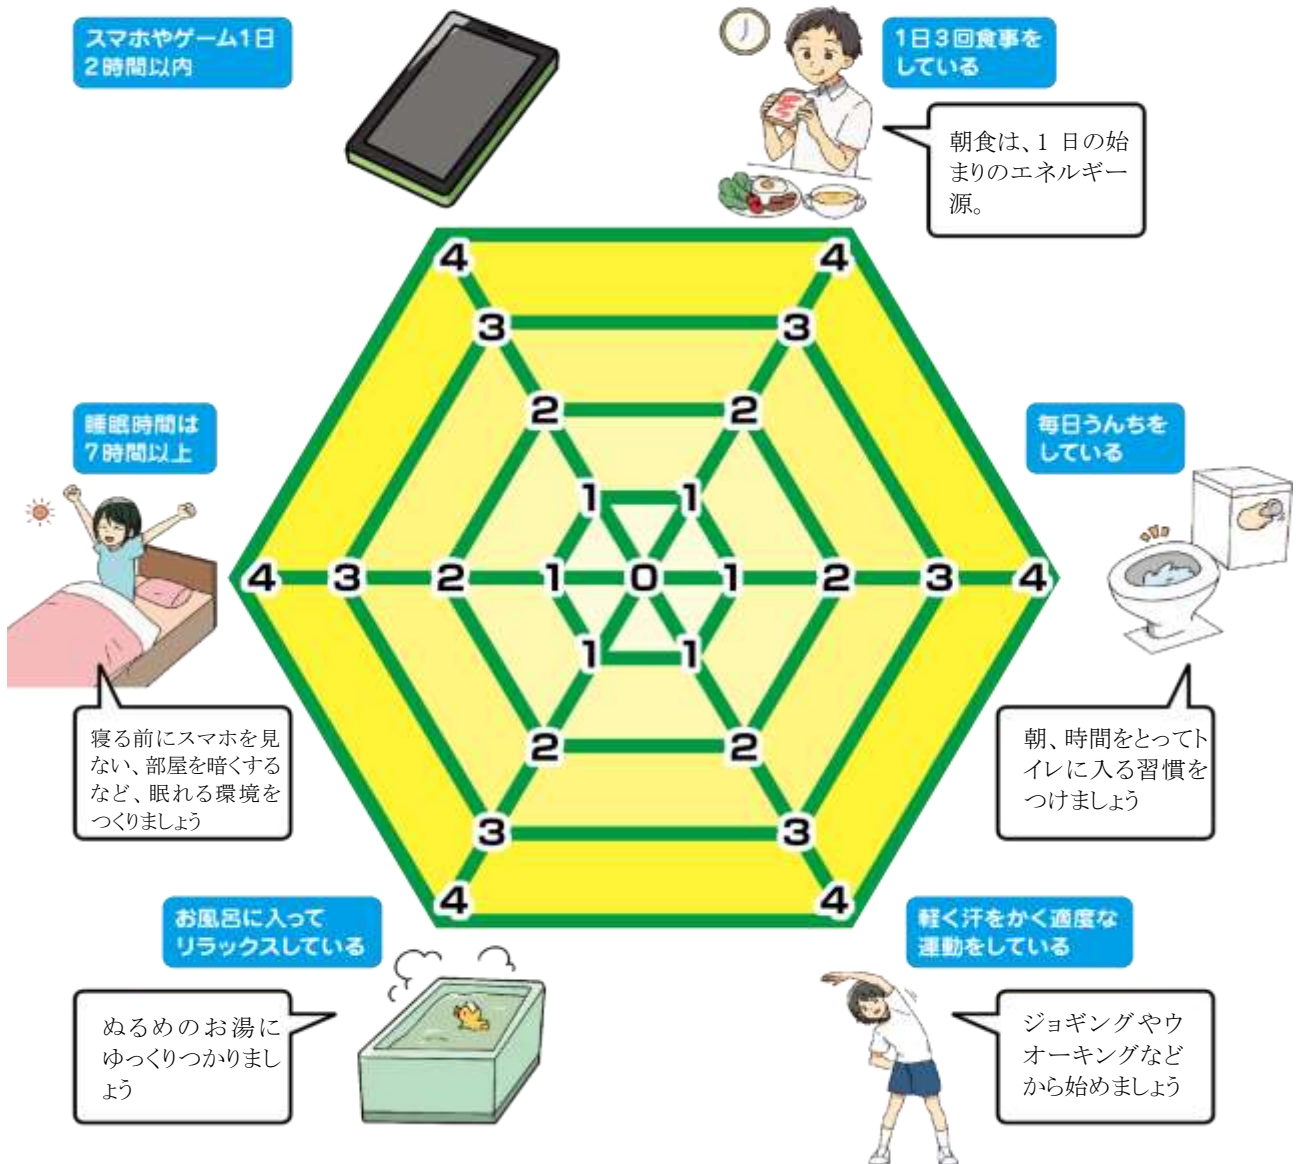 スマホやゲーム1日
2時間以内
1日3回食事を
している
朝食は、1 日の始
まりのエネルギー
源。
4 4
3 3
2 2
睡眠時間は
7時間以上
毎日うんちを
している
1 1
4 3 2 1 0 1 2 3 4
1 1
寝る前にスマホを見
ない、部屋を暗くする
など、眠れる環境を
つくりましょう
朝、時間をとってト
イレに入る習慣を
つけましょう
2 2
3 3
4 4
お風呂に入って
リラックスしている
軽く汗をかく適度な
運動をしている
ぬるめのお湯に
ゆっくりつかりまし
ょう
ジョギングやウ
オーキングなど
から始めましょう